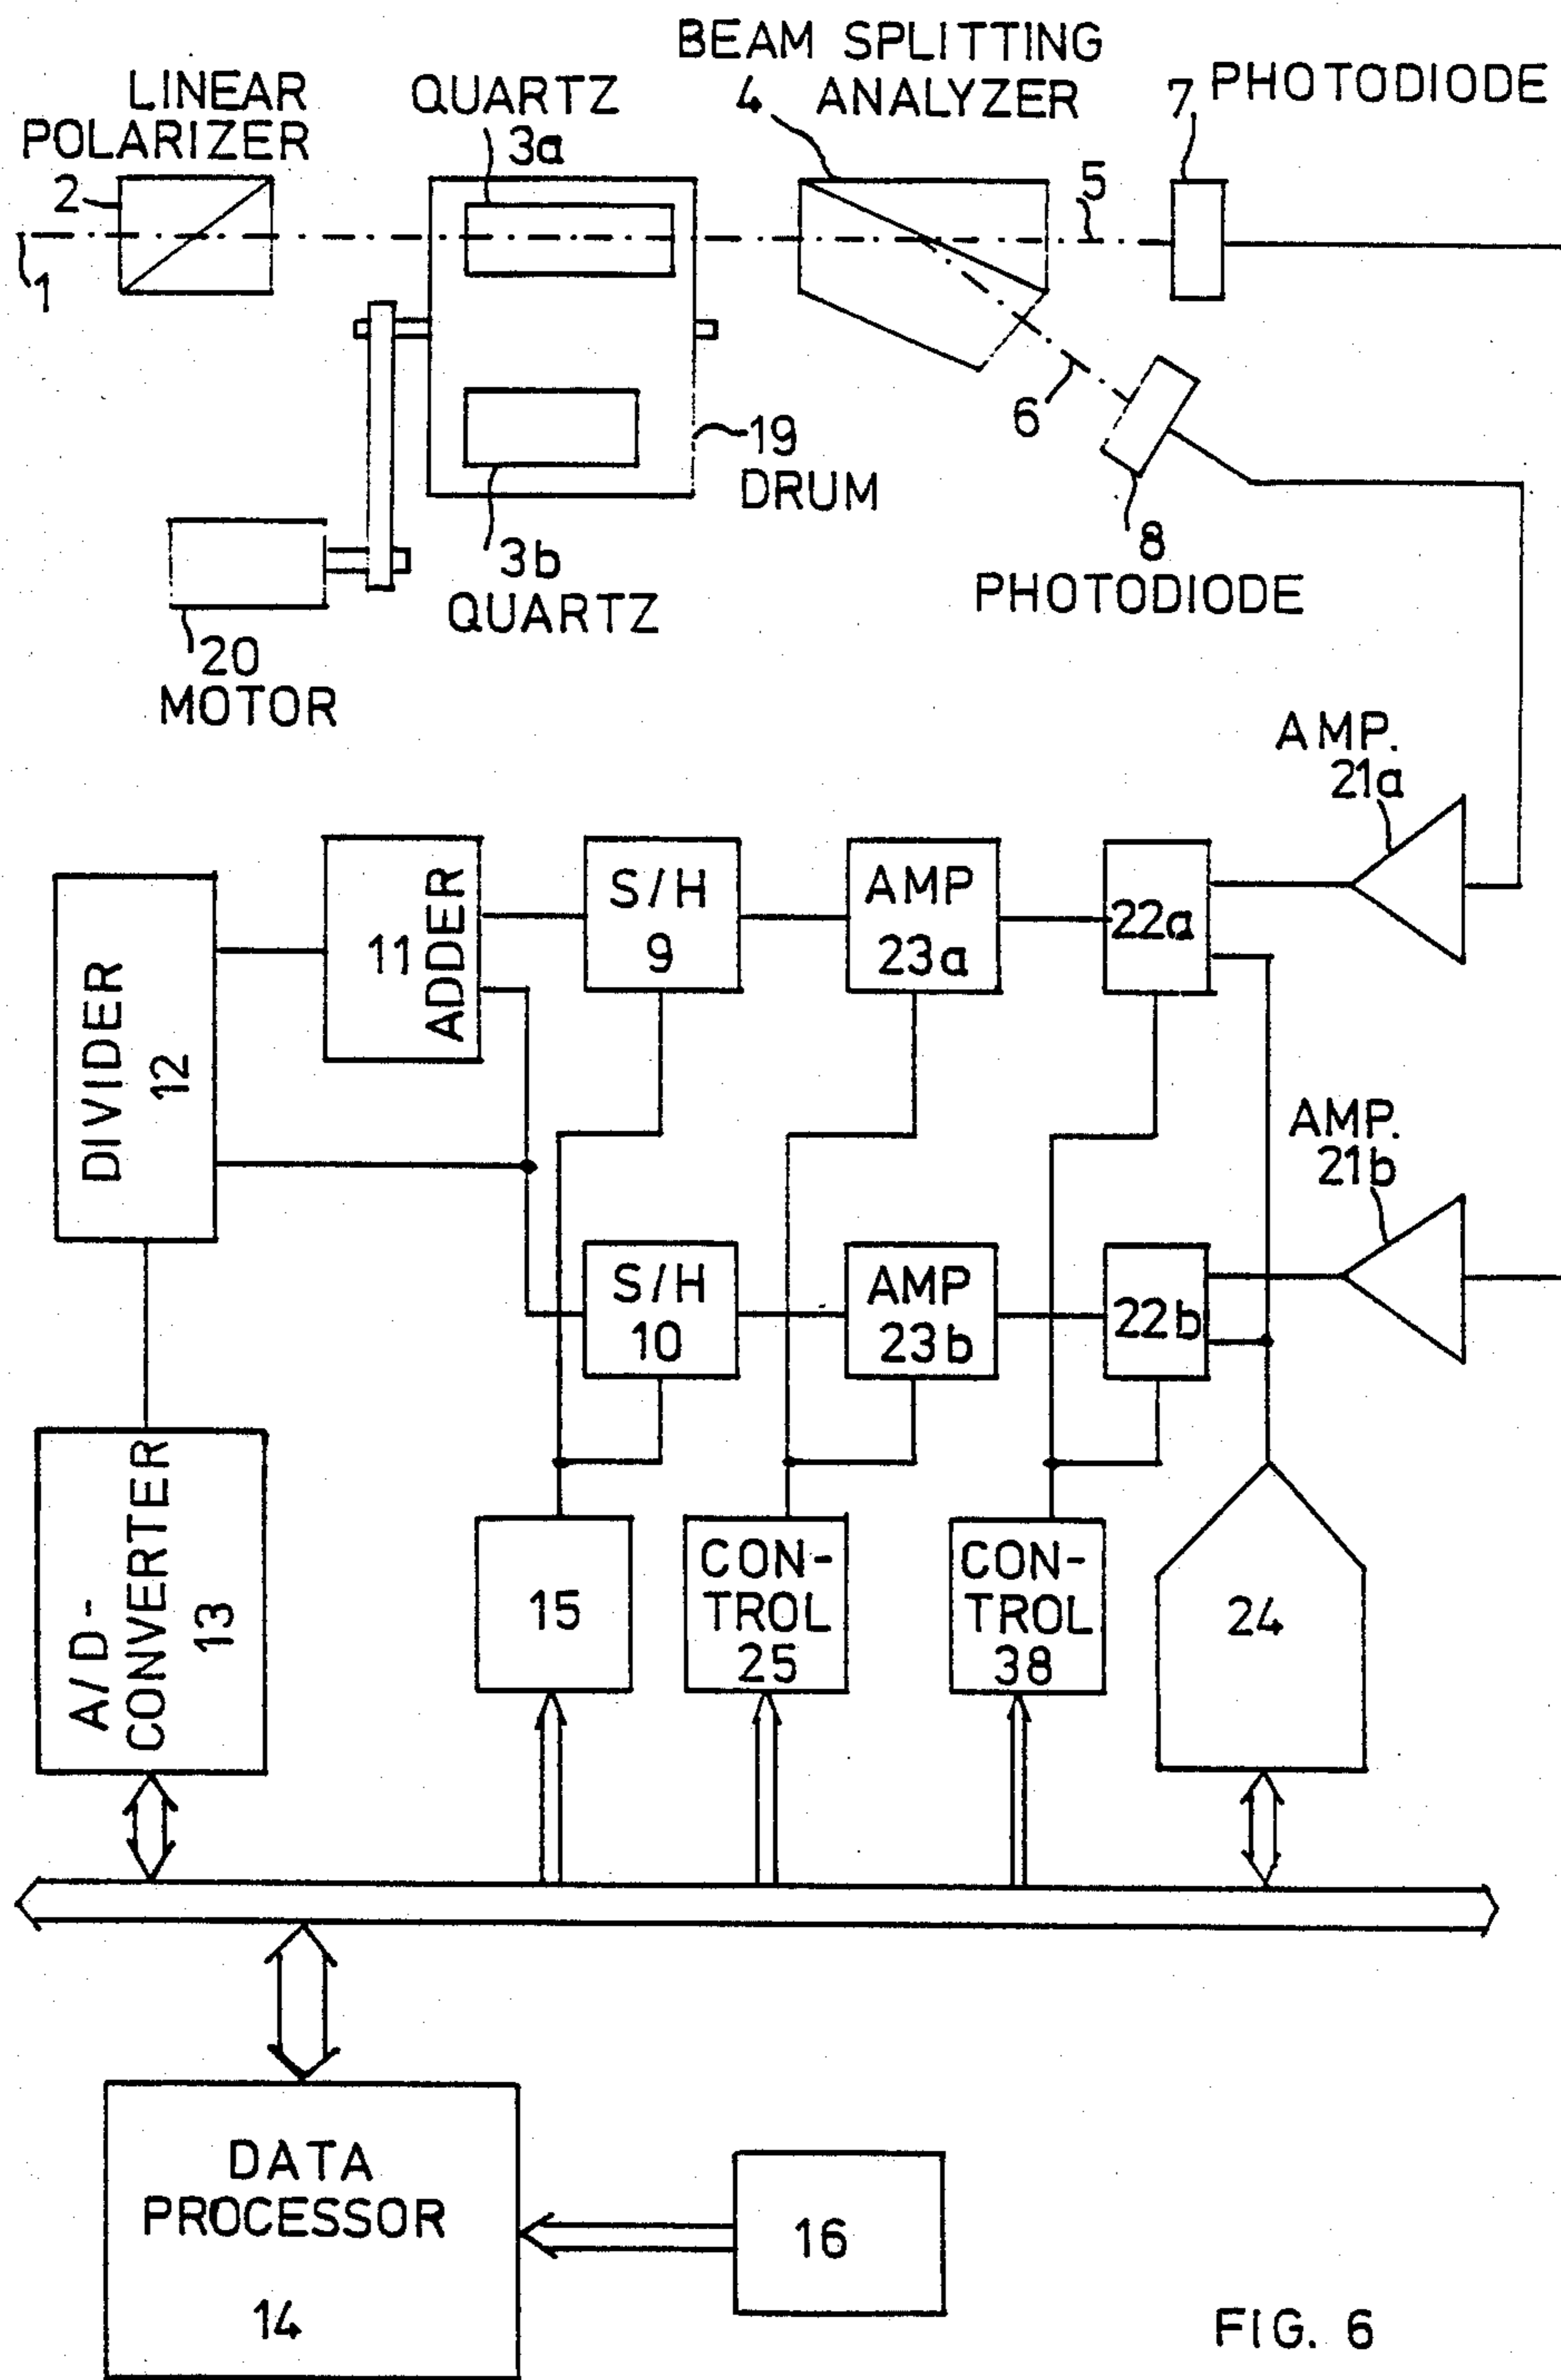 BEAM SPLITTING
4 ANALYZER
LINEAR
POLARIZER
2
QUARTZ
3a
7 PHOTODIODE
5
1
6
19
DRUM
3b
QUARTZ
8
PHOTODIODE
20
MOTOR
AMP.
21a
DIVIDER
12
11
ADDER
S/H
9
AMP
23a
22a
AMP.
21b
S/H
10
AMP
23b
22b
A/D-
CONVERTER
13
15
CON-
TROL
25
CON-
TROL
38
24
DATA
PROCESSOR
14
16
FIG. 6